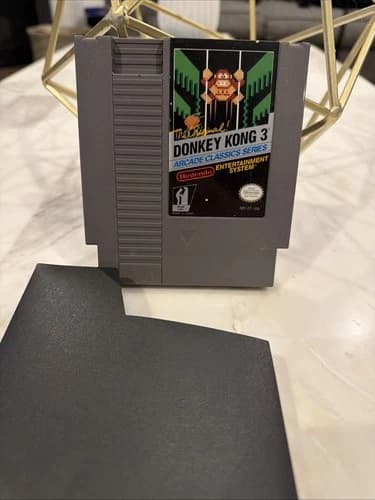 The Original!
DONKEY KONG 3
ARCADE CLASSICS SERIES
Nintendo
ENTERTAINMENT
SYSTEM